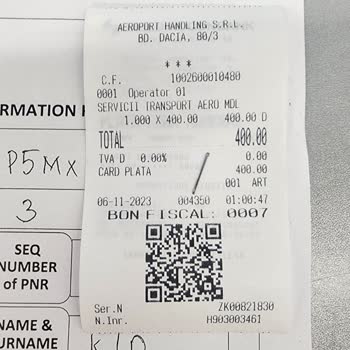 AEROPORT HANDLING S.R.L.
BD. DACIA, 80/3
* * *
C.F. 1002600010480
0001 Operator 01
SERVICII TRANSPORT AERO MDL
1.000 X 400.00 400.00 D
TOTAL 400.00
TVA D 0.00% 0.00
CARD PLATA 400.00
001 ART
06-11-2023 004350 01:00:47
BON FISCAL: 0007
Ser.N ZK00821830
N.Inr. H903003461
RMATION
P5MX
3
SEQ
NUMBER
of PNR
NAME &
URNAME